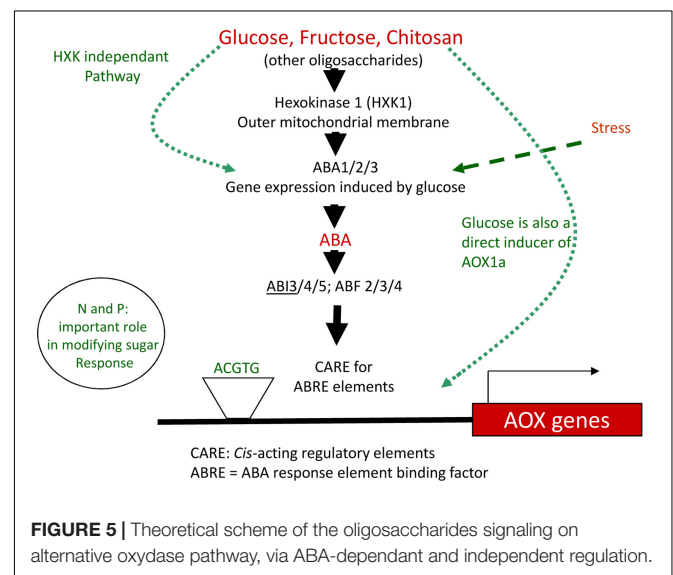 Glucose, Fructose, Chitosan
(other oligosaccharides)
HXK independant
Pathway
Hexokinase 1 (HXK1)
Outer mitochondrial membrane
Stress
ABA1/2/3
Gene expression induced by glucose
Glucose is also a
direct inducer of
AOX1a
ABA
ABI3/4/5; ABF 2/3/4
N and P:
important role
in modifying sugar
Response
ACGTG
CARE for
ABRE elements
AOX genes
CARE: Cis-acting regulatory elements
ABRE = ABA response element binding factor
FIGURE 5 | Theoretical scheme of the oligosaccharides signaling on
alternative oxydase pathway, via ABA-dependant and independent regulation.